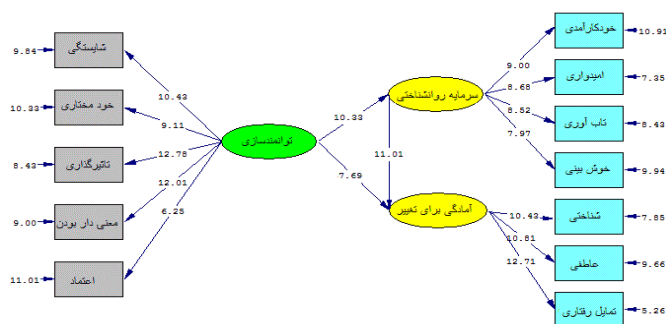 شایستگی
9.84
10.43
خود مختاری
10.33
9.11
تاثیرگذاری
8.43
12.78
معنی دار بودن
9.00
12.01
اعتماد
11.01
6.25
توانمندسازی
10.33
7.69
سرمایه روانشناختی
11.01
آمادگی برای تغییر
9.00
خودکارآمدی
10.91
8.68
امیدواری
7.35
8.52
تاب آوری
8.43
7.97
خوش بینی
9.94
10.43
شناختی
7.85
10.81
عاطفی
9.66
12.71
تمایل رفتاری
5.26